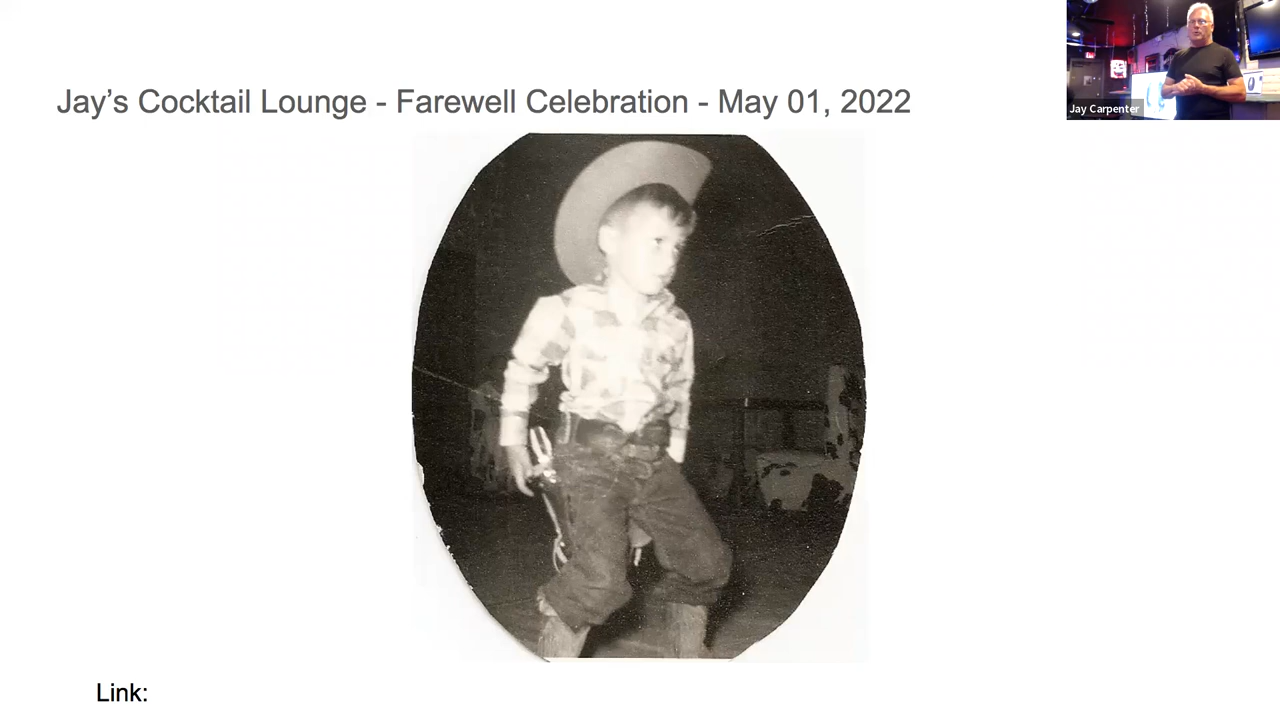 Jay’s Cocktail Lounge - Farewell Celebration - May 01, 2022
Jay Carpenter
Link: